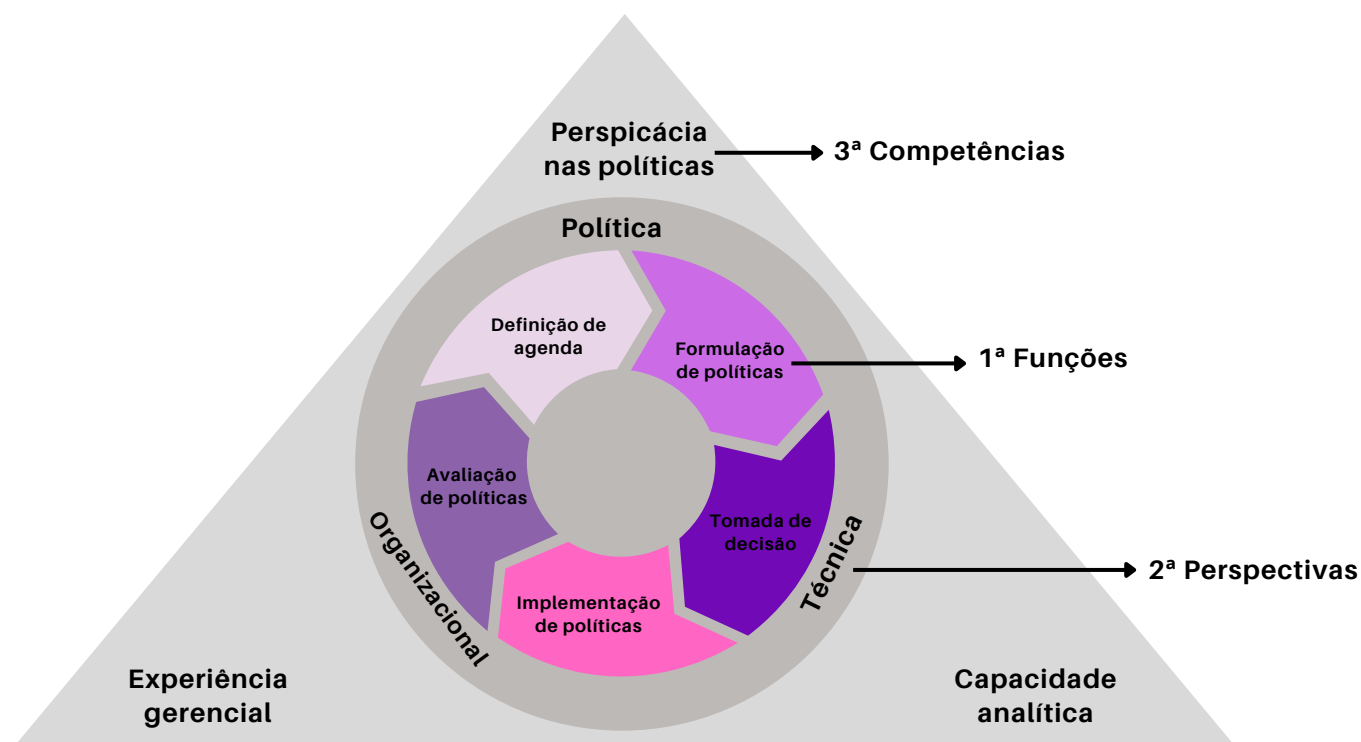 Perspicácia
nas políticas
3ª Competências
Política
Definição de
agenda
Formulação
de políticas
1ª Funções
Avaliação
de políticas
Tomada de
decisão
Organizacional
Técnica
2ª Perspectivas
Implementação
de políticas
Experiência
gerencial
Capacidade
analítica